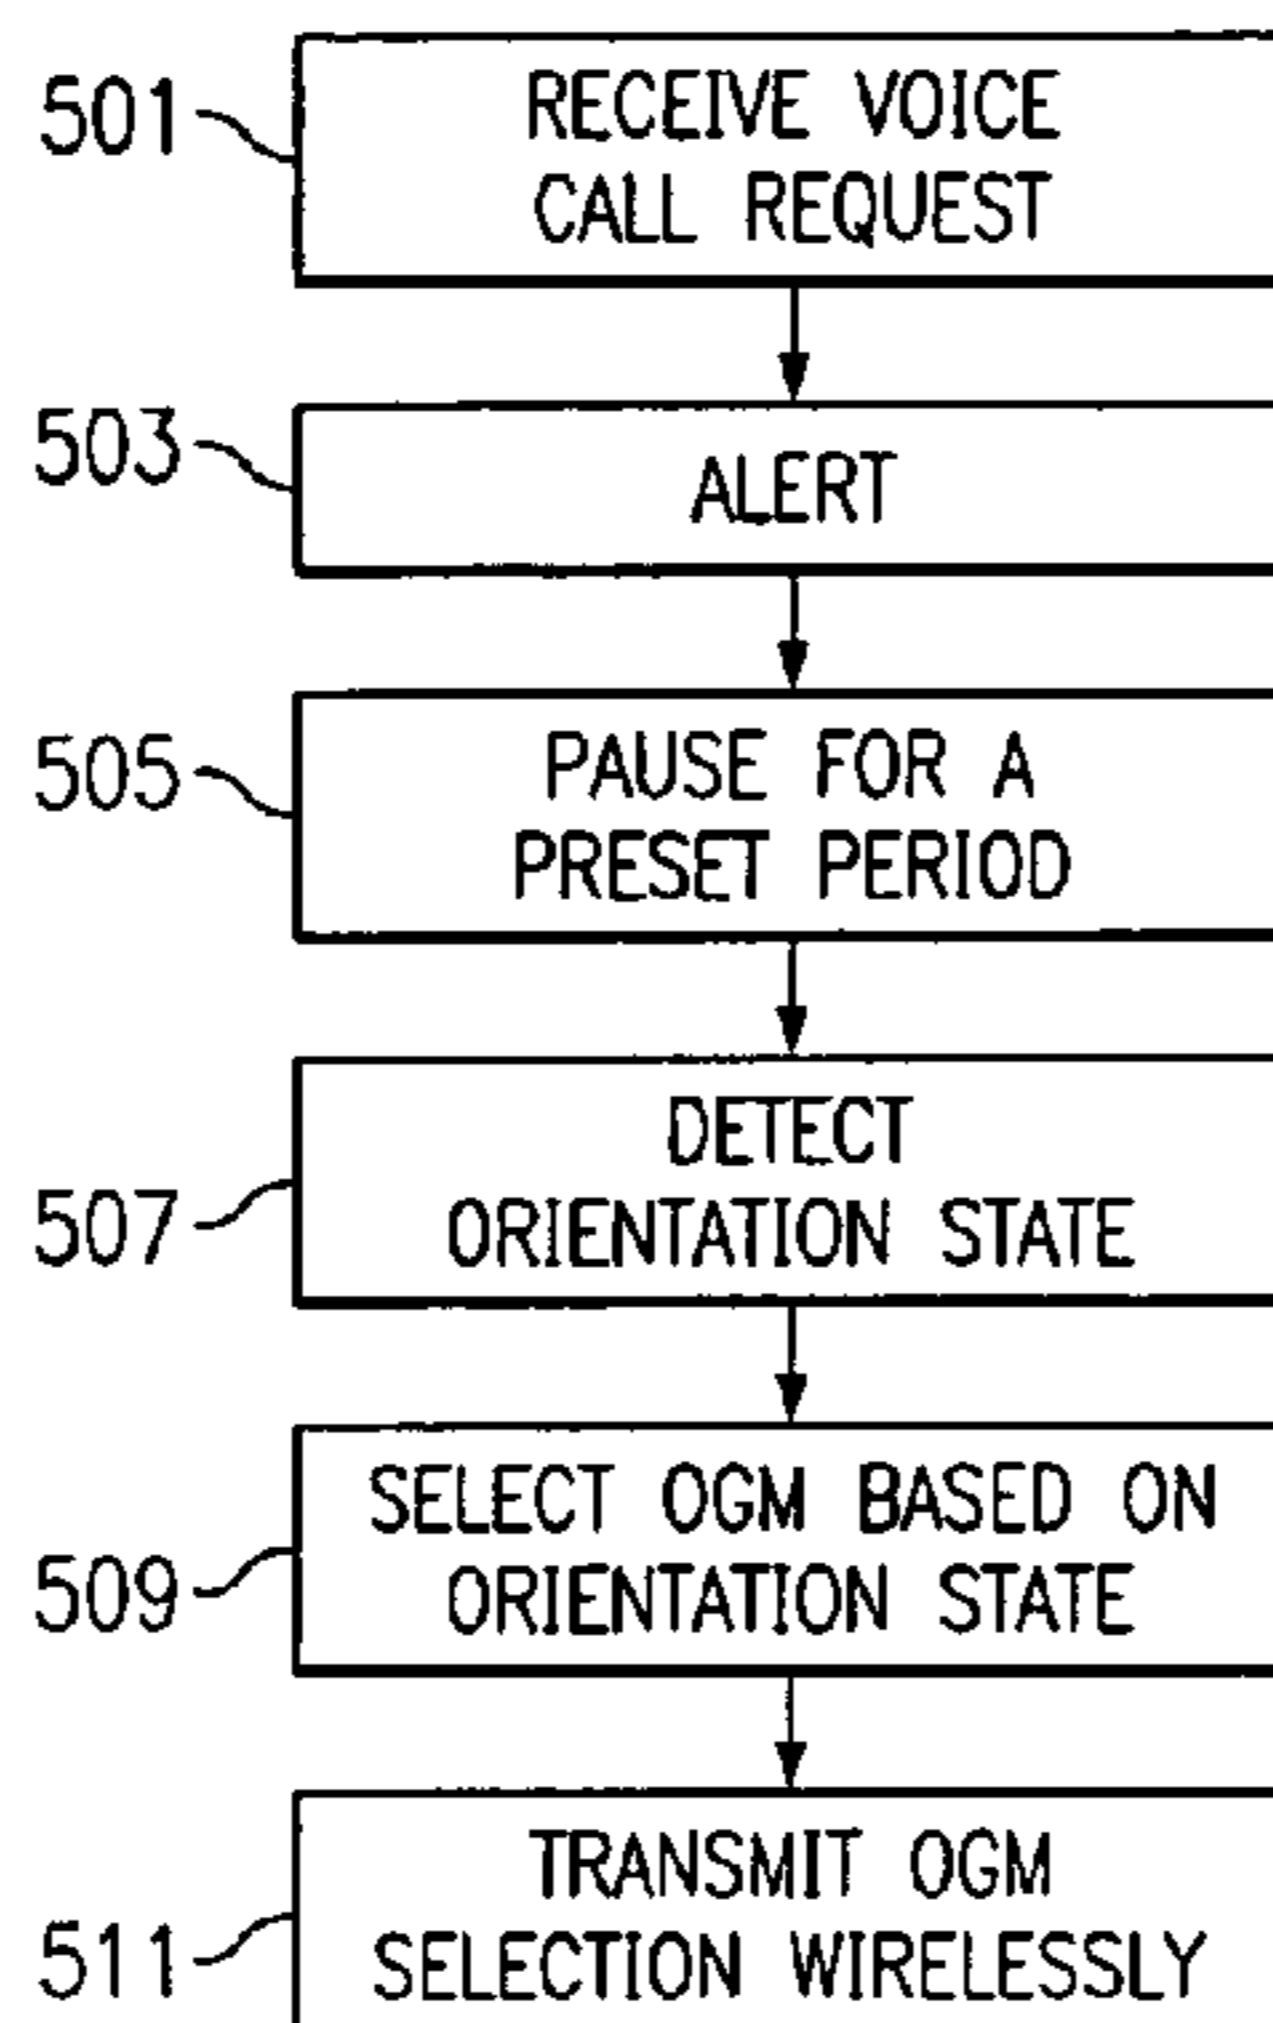 501
RECEIVE VOICE
CALL REQUEST
503
ALERT
505
PAUSE FOR A
PRESET PERIOD
507
DETECT
ORIENTATION STATE
509
SELECT OGM BASED ON
ORIENTATION STATE
511
TRANSMIT OGM
SELECTION WIRELESSLY